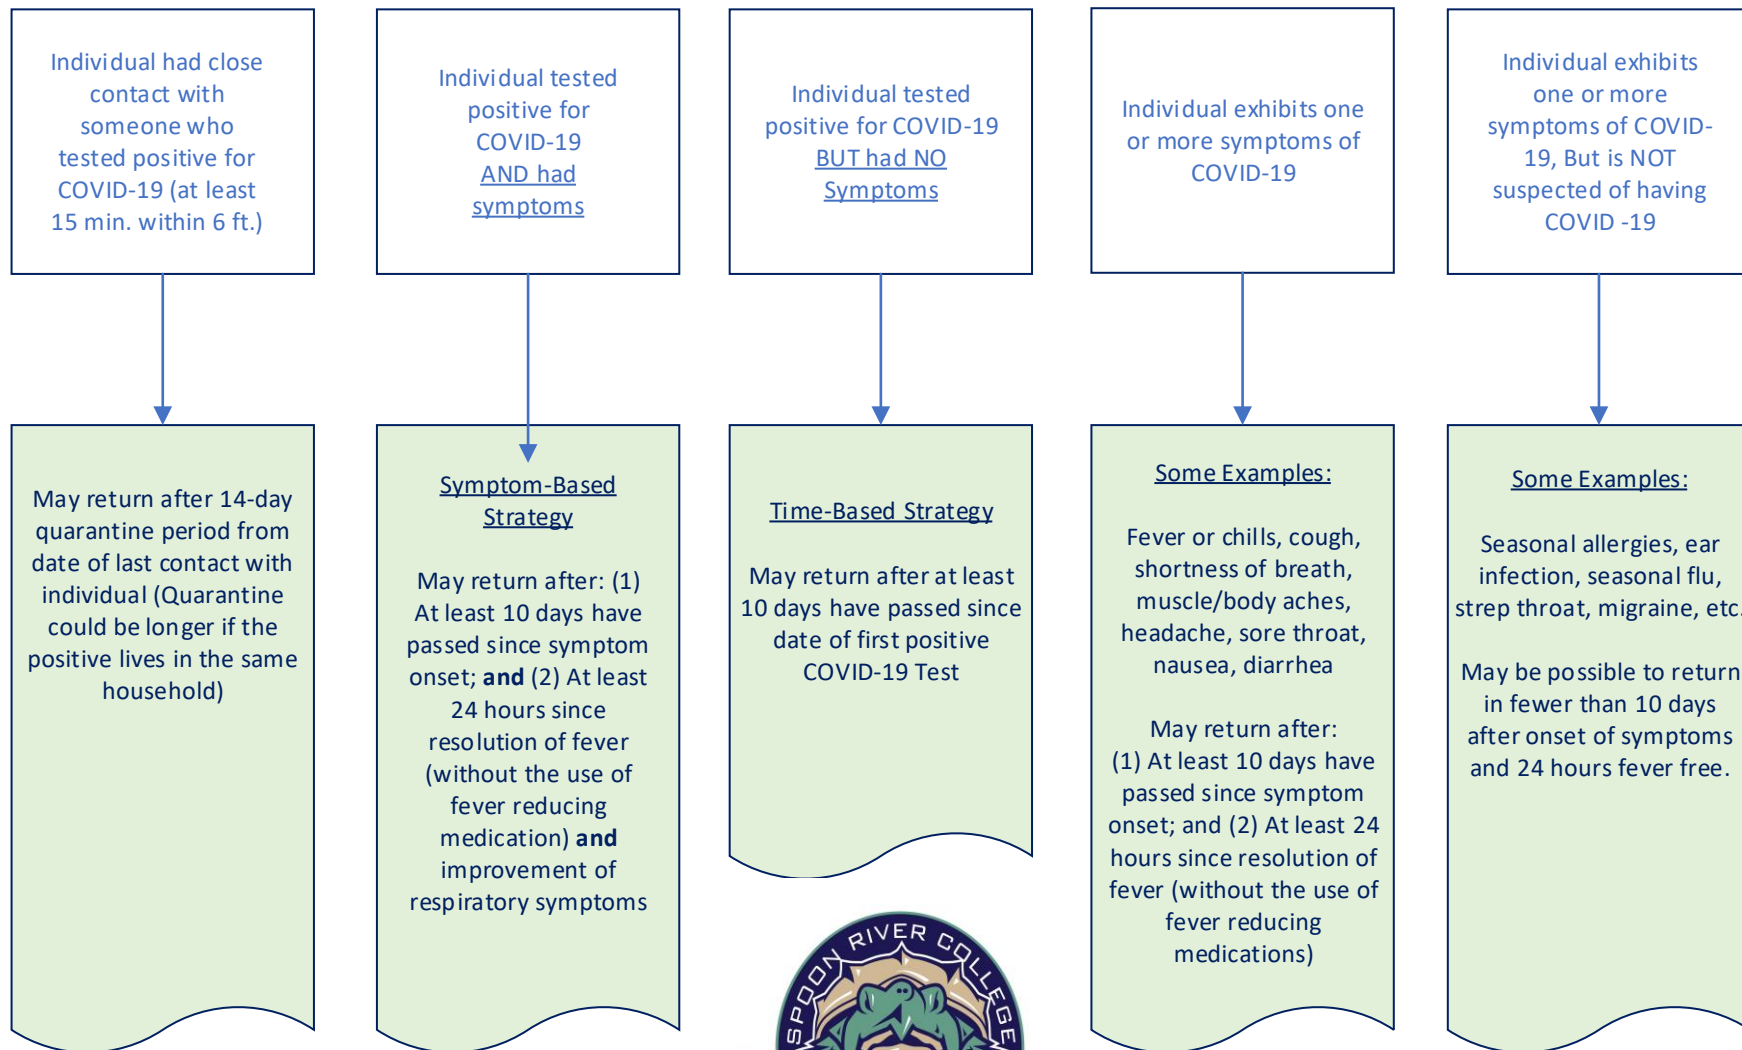 Individual had close
contact with
someone who
tested positive for
COVID-19 (at least
15 min. within 6 ft.)
Individual tested
positive for
COVID-19
AND had
symptoms
Individual tested
positive for COVID-19
BUT had NO
Symptoms
Individual exhibits one
or more symptoms of
COVID-19
Individual exhibits
one or more
symptoms of COVID-
19, But is NOT
suspected of having
COVID -19
May return after 14-day
quarantine period from
date of last contact with
individual (Quarantine
could be longer if the
positive lives in the same
household)
Symptom-Based
Strategy
May return after: (1)
At least 10 days have
passed since symptom
onset; and (2) At least
24 hours since
resolution of fever
(without the use of
fever reducing
medication) and
improvement of
respiratory symptoms
Time-Based Strategy
May return after at least
10 days have passed since
date of first positive
COVID-19 Test
Some Examples:
Fever or chills, cough,
shortness of breath,
muscle/body aches,
headache, sore throat,
nausea, diarrhea
May return after:
(1) At least 10 days have
passed since symptom
onset; and (2) At least 24
hours since resolution of
fever (without the use of
fever reducing
medications)
Some Examples:
Seasonal allergies, ear
infection, seasonal flu,
strep throat, migraine, etc.
May be possible to return
in fewer than 10 days
after onset of symptoms
and 24 hours fever free.
SPOON RIVER COLLEGE